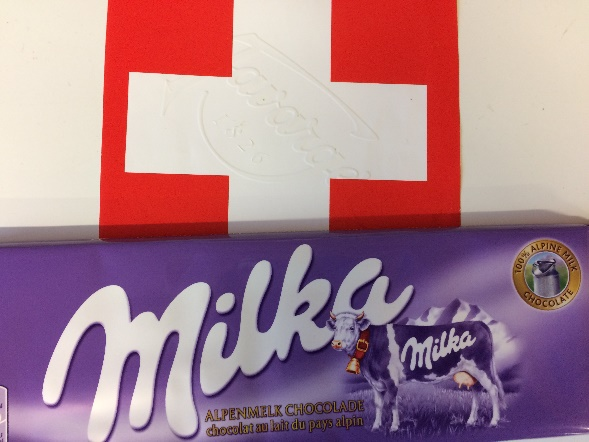 Milka
ALPENMELK CHOCOLADE
chocolat au lait du pays alpin
Milka
100% ALPINE MILK
CHOCOLATE